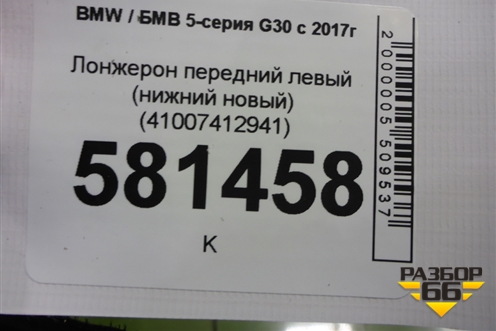 BMW / БМВ 5-серия G30 с 2017г
Лонжерон передний левый
(нижний новый)
(41007412941)
581458
K
2000005509537
РАЗБОР
66